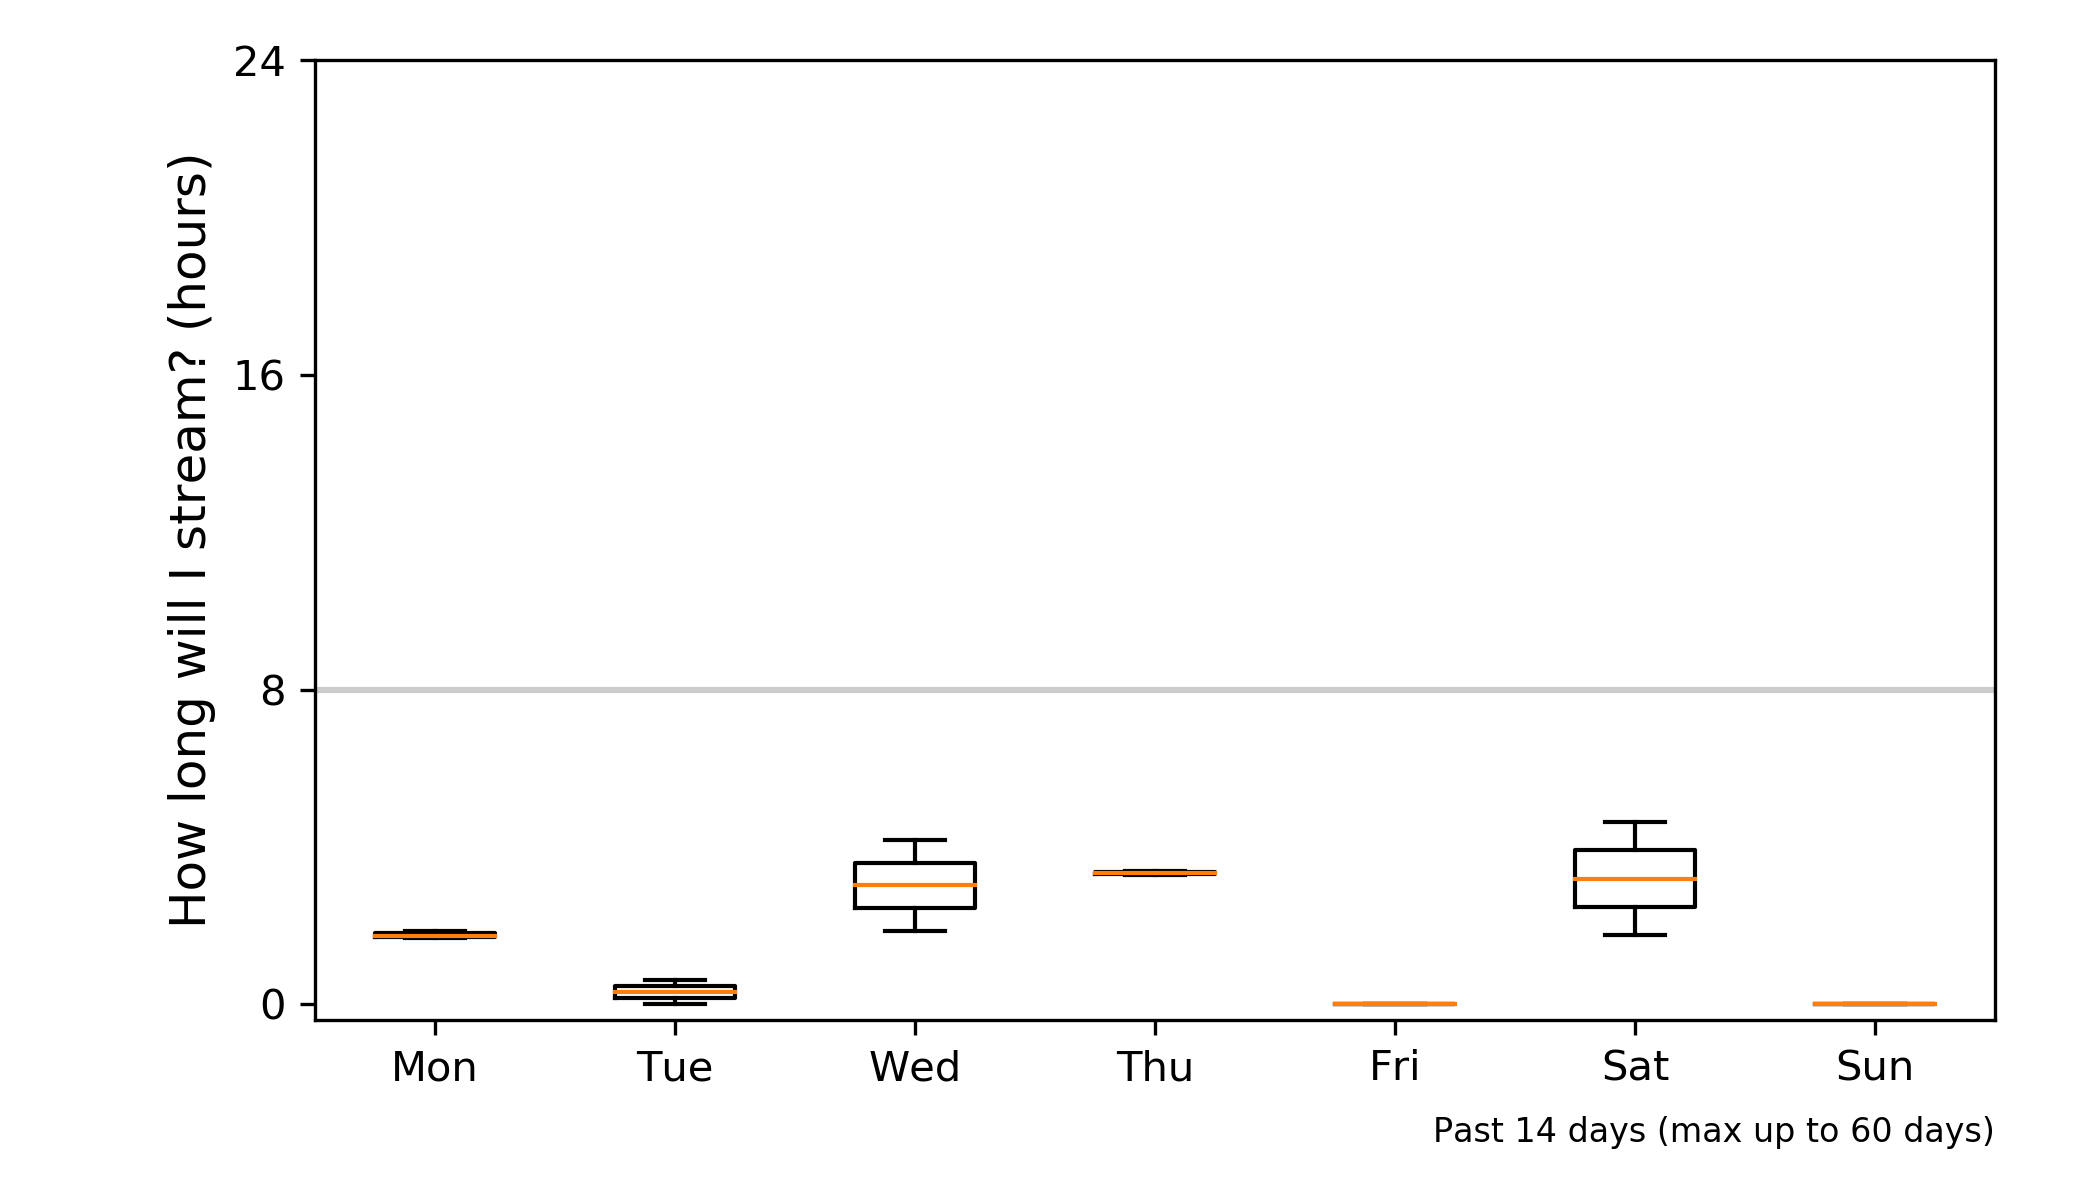 How long will I stream? (hours)
24
16
8
0
Mon Tue Wed Thu Fri Sat Sun
Past 14 days (max up to 60 days)